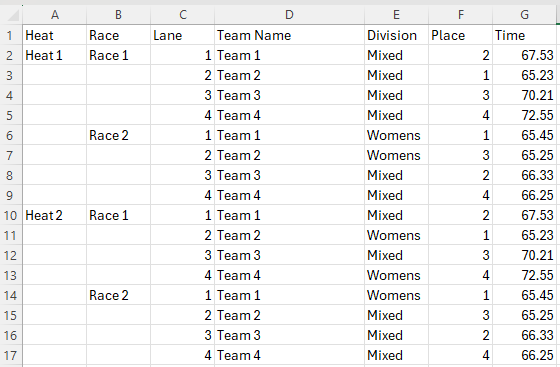 A B C D E F G
1 Heat Race Lane Team Name Division Place Time
2 Heat 1 Race 1 1 Team 1 Mixed 2 67.53
3 2 Team 2 Mixed 1 65.23
4 3 Team 3 Mixed 3 70.21
5 4 Team 4 Mixed 4 72.55
6 Race 2 1 Team 1 Womens 1 65.45
7 2 Team 2 Womens 3 65.25
8 3 Team 3 Mixed 2 66.33
9 4 Team 4 Mixed 4 66.25
10 Heat 2 Race 1 1 Team 1 Mixed 2 67.53
11 2 Team 2 Womens 1 65.23
12 3 Team 3 Mixed 3 70.21
13 4 Team 4 Womens 4 72.55
14 Race 2 1 Team 1 Womens 1 65.45
15 2 Team 2 Mixed 3 65.25
16 3 Team 3 Mixed 2 66.33
17 4 Team 4 Mixed 4 66.25